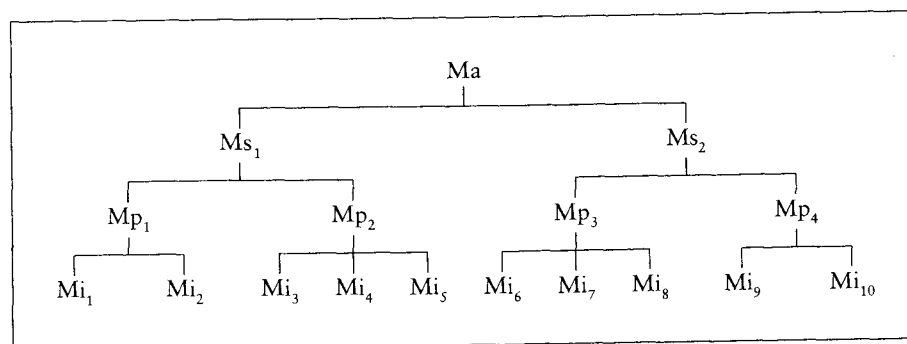 Ma
Ms₁ Ms₂
Mp₁ Mp₂ Mp₃ Mp₄
Mi₁ Mi₂ Mi₃ Mi₄ Mi₅ Mi₆ Mi₇ Mi₈ Mi₉ Mi₁₀